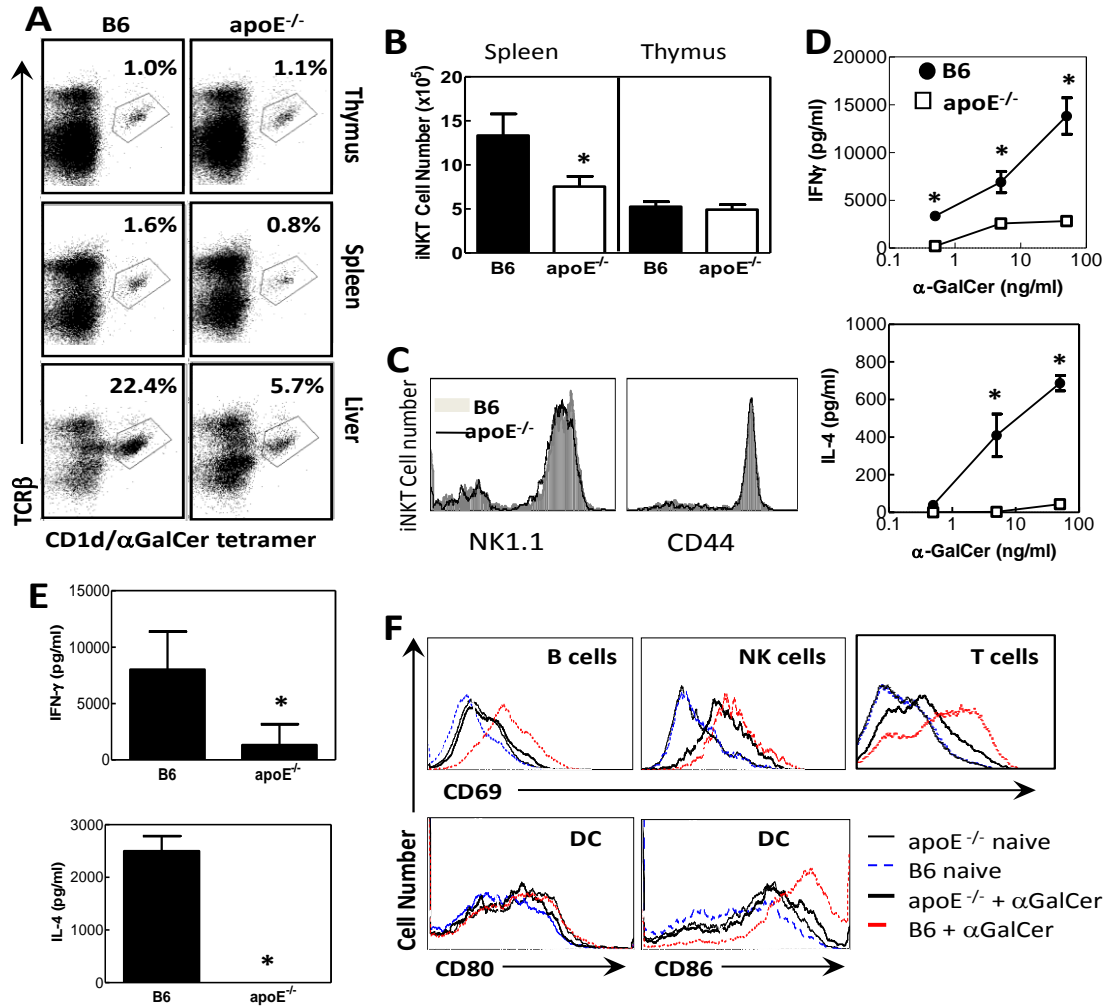 A
B6 apoE-/-
1.0% 1.1%
Thymus
1.6% 0.8%
Spleen
22.4% 5.7%
Liver
TCRβ
CD1d/αGalCer tetramer
B
Spleen Thymus
iNKT Cell Number (x10⁵)
20
15
10
5
0
*
B6 apoE-/- B6 apoE-/-
C
iNKT Cell number
B6
apoE-/-
NK1.1 CD44
D
IFNγ (pg/ml)
B6
apoE-/-
20000
15000
10000
5000
0
* * *
0.1 1 10 100
α-GalCer (ng/ml)
IL-4 (pg/ml)
1000
800
600
400
200
0
* *
0.1 1 10 100
α-GalCer (ng/ml)
E
IFN-γ (pg/ml)
15000
10000
5000
0
*
B6 apoE-/-
IL-4 (pg/ml)
3000
2000
1000
0
*
B6 apoE-/-
F
Cell Number
B cells NK cells T cells
CD69
DC DC
CD80 CD86
apoE-/- naive
B6 naive
apoE-/- + αGalCer
B6 + αGalCer